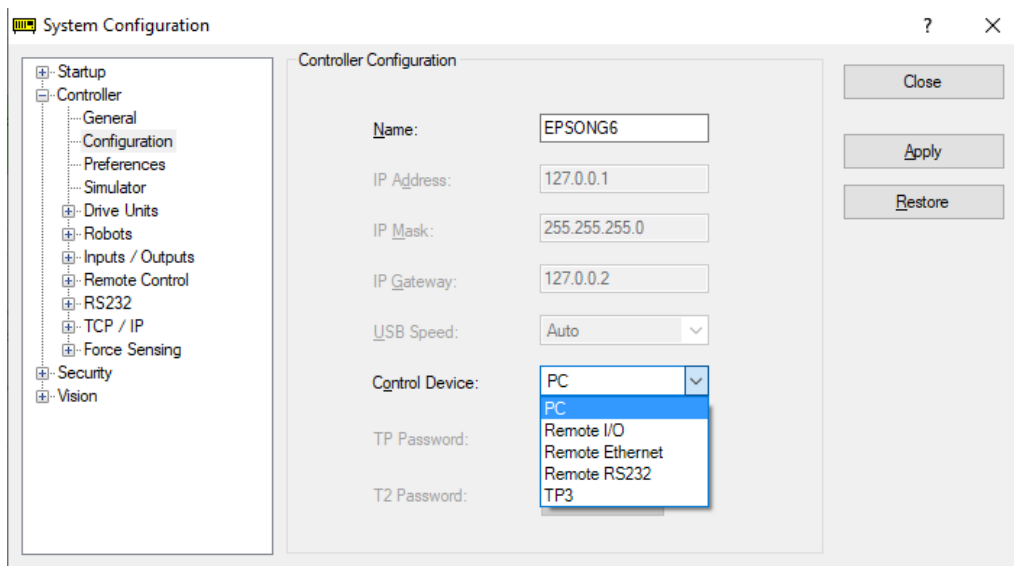 System Configuration
?
Startup
Controller
General
Configuration
Preferences
Simulator
Drive Units
Robots
Inputs / Outputs
Remote Control
RS232
TCP / IP
Force Sensing
Security
Vision
Controller Configuration
Name: EPSONG6
IP Address: 127.0.0.1
IP Mask: 255.255.255.0
IP Gateway: 127.0.0.2
USB Speed: Auto
Control Device: PC
PC
Remote I/O
Remote Ethernet
Remote RS232
TP3
TP Password:
T2 Password:
Close
Apply
Restore